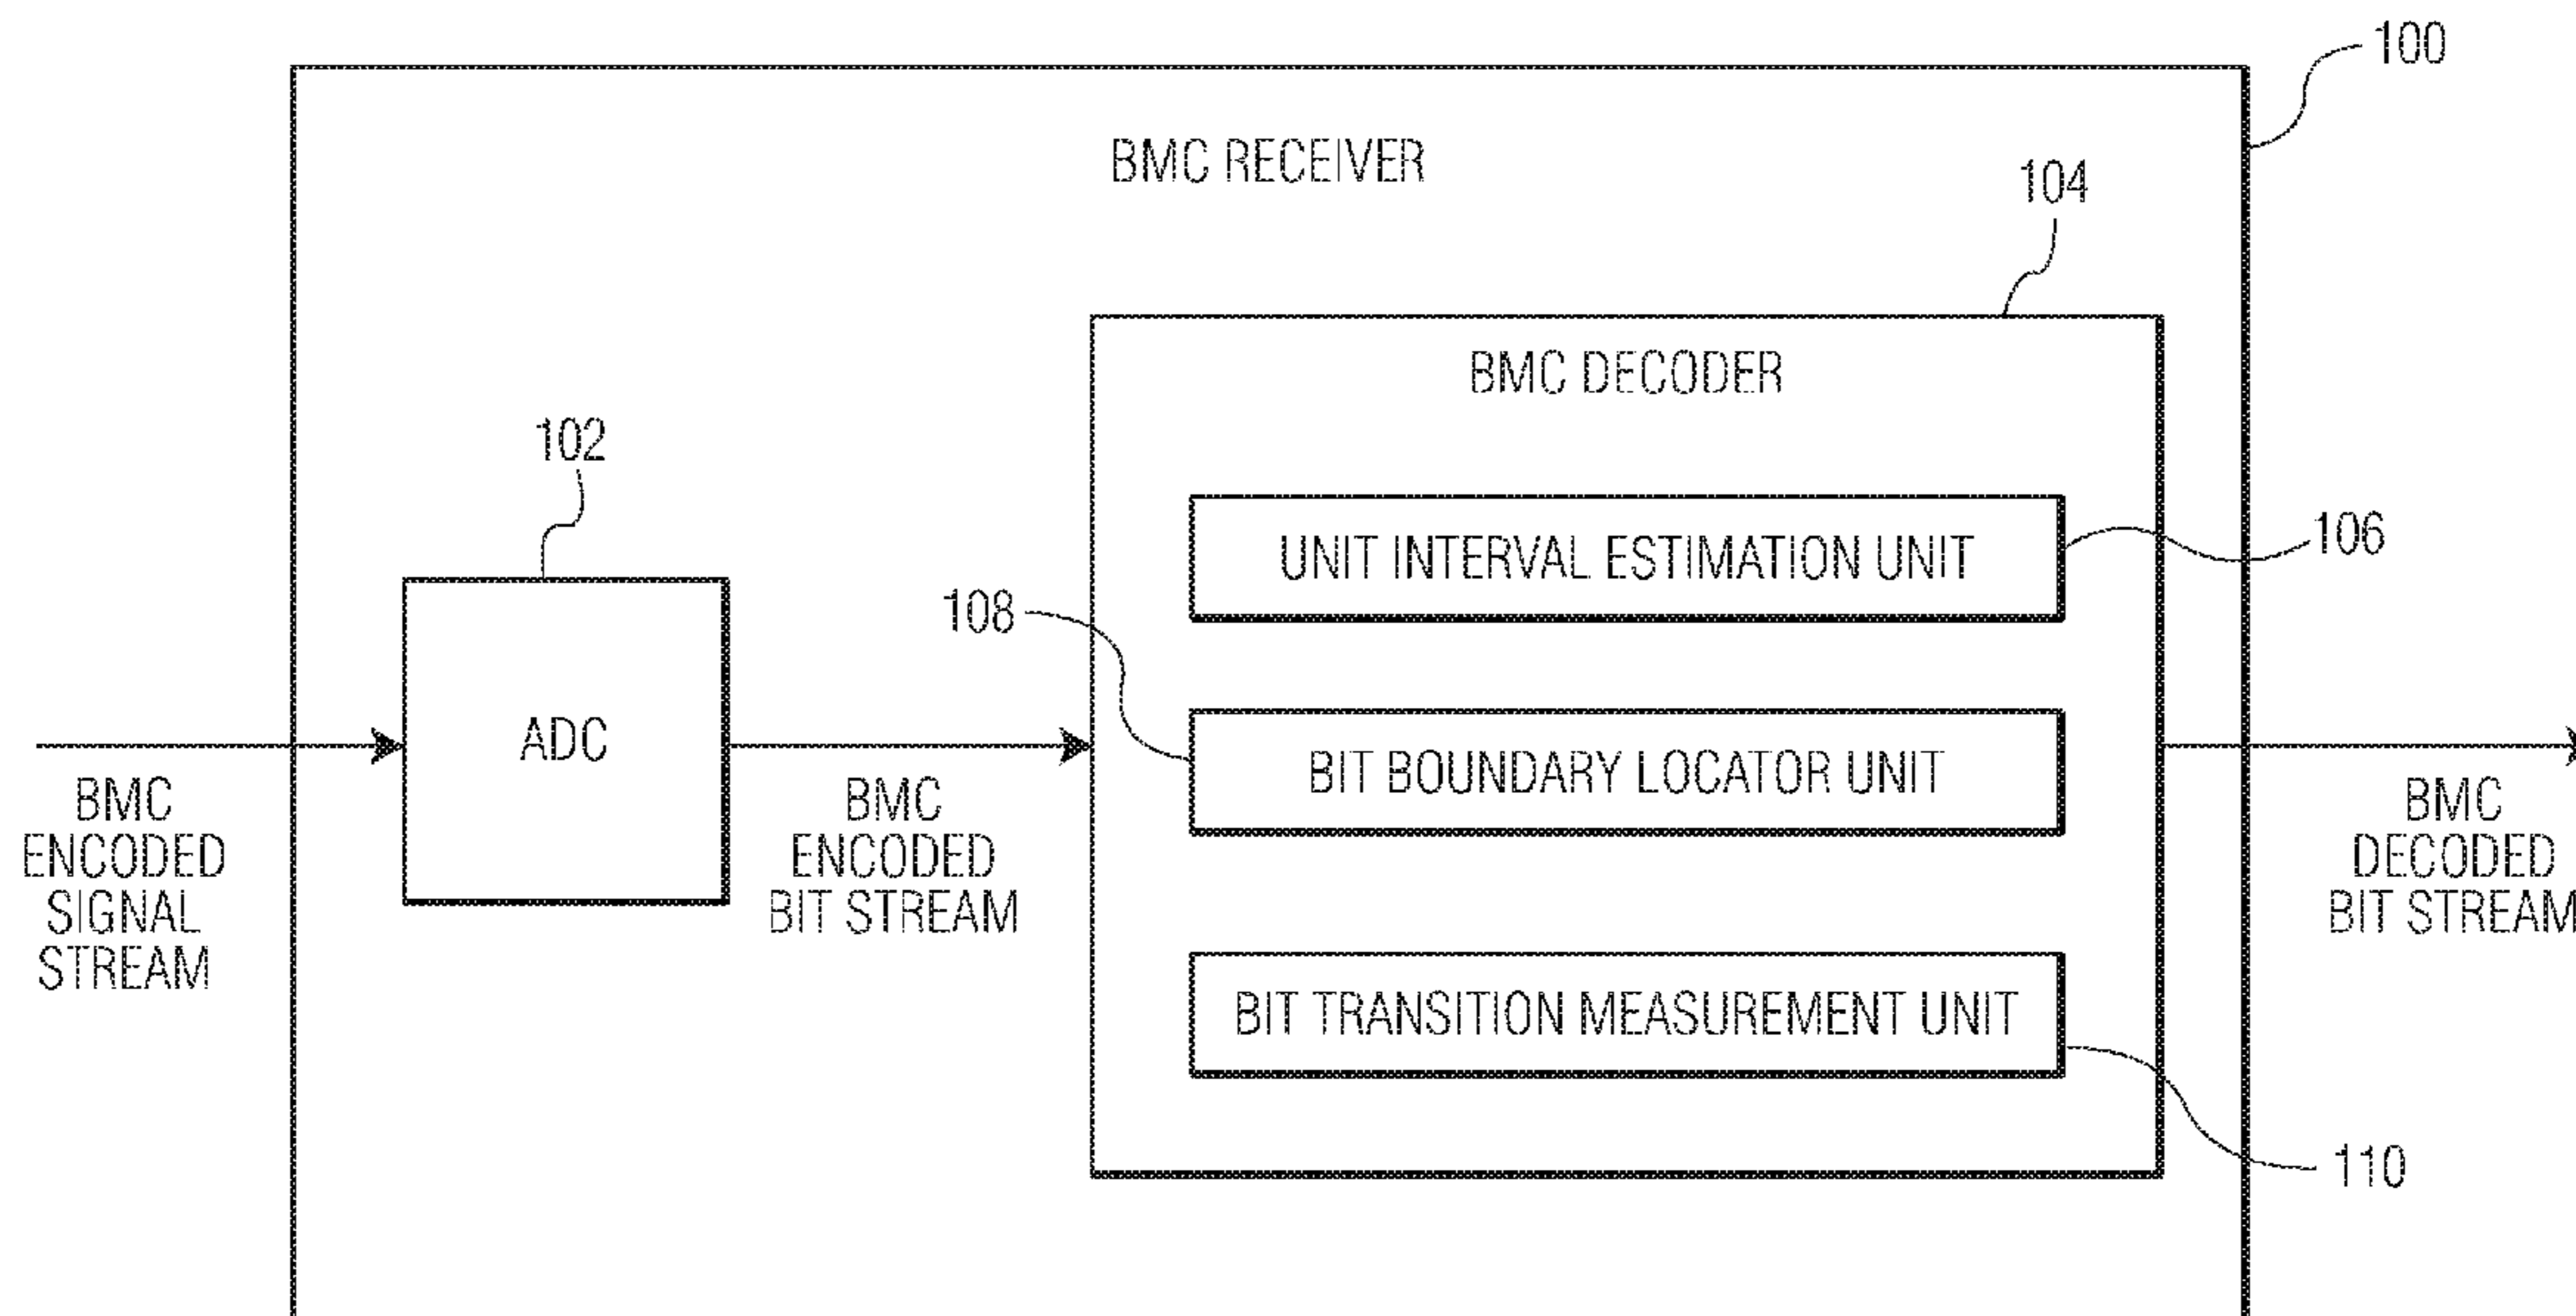 100
BMC RECEIVER
104
BMC DECODER
102
UNIT INTERVAL ESTIMATION UNIT
106
108
ADC
BIT BOUNDARY LOCATOR UNIT
BMC
ENCODED
SIGNAL
STREAM
BMC
ENCODED
BIT STREAM
BMC
DECODED
BIT STREAM
BIT TRANSITION MEASUREMENT UNIT
110